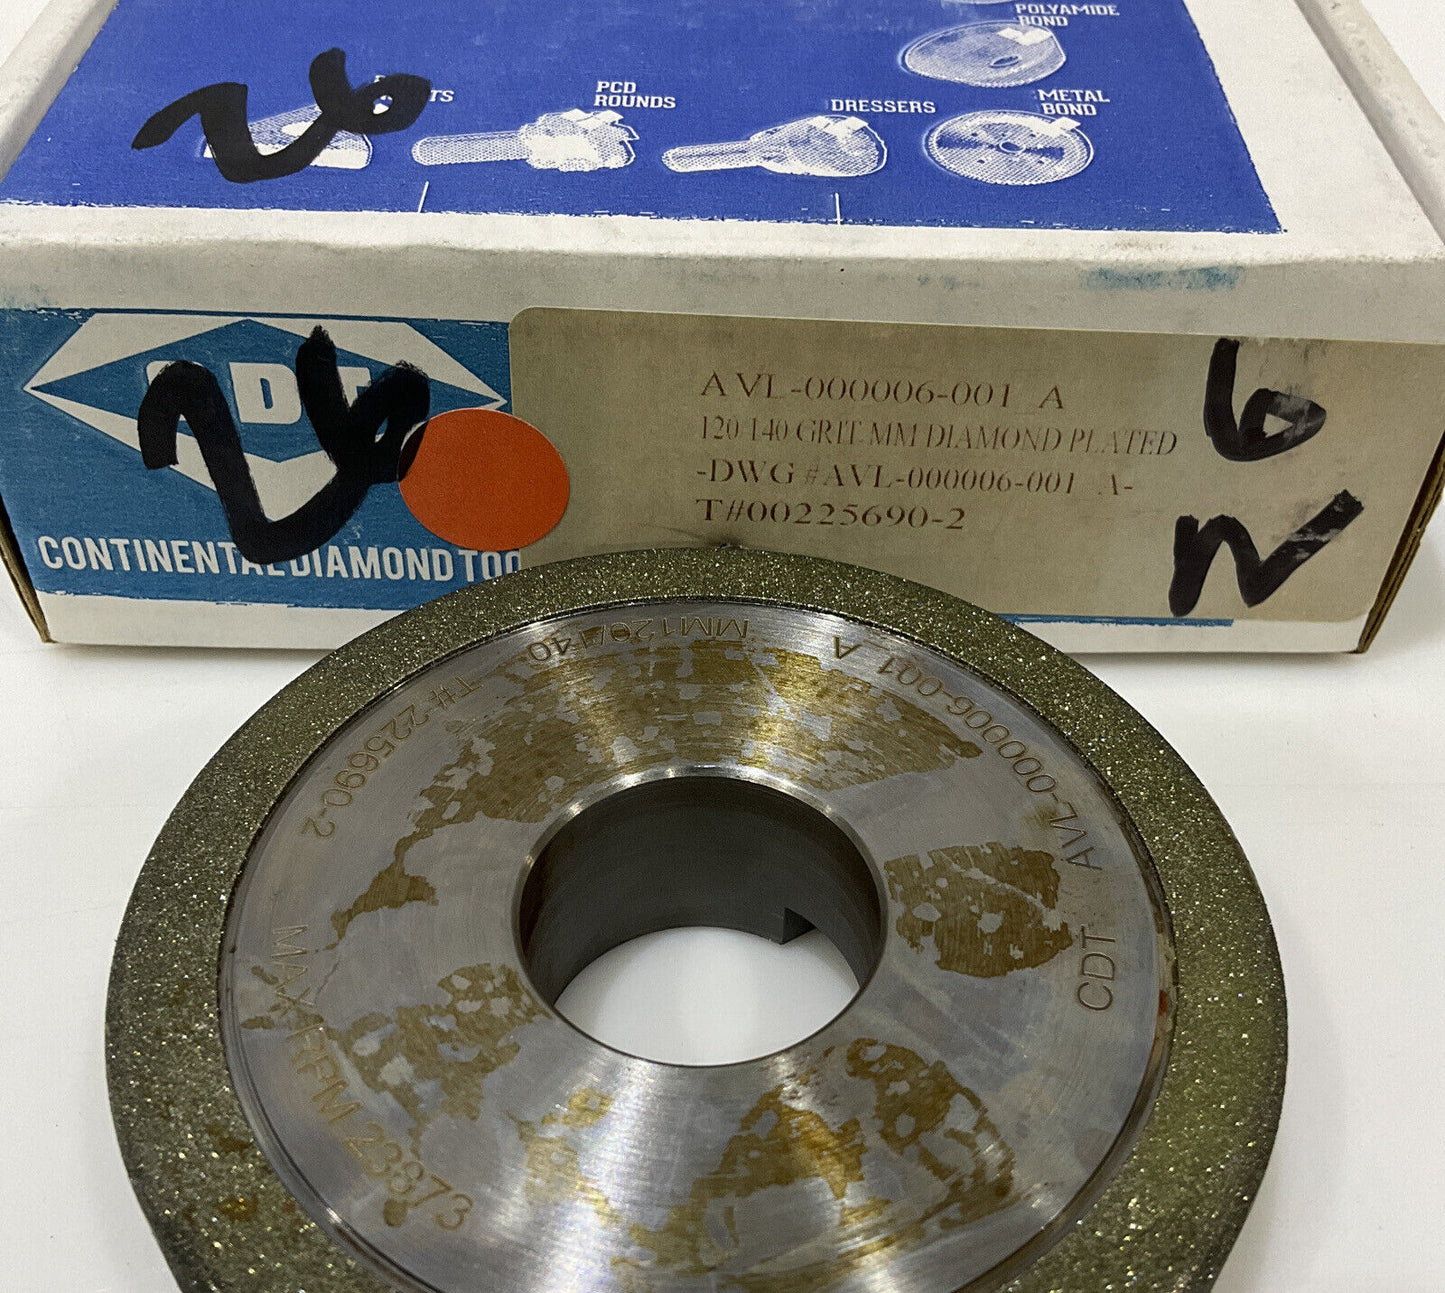 POLYAMIDE
BOND
26
TS
PCD
ROUNDS
DRESSERS
METAL
BOND
CDT
26
CONTINENTAL DIAMOND TOO
AVL-000006-001_A
120/140 GRIT. MM DIAMOND PLATED
-DWG #AVL-000006-001_A-
T#00225690-2
6
N
CDT AVL-000006-001_A
MM120/140
T#-225690-2
MAX RPM 23873